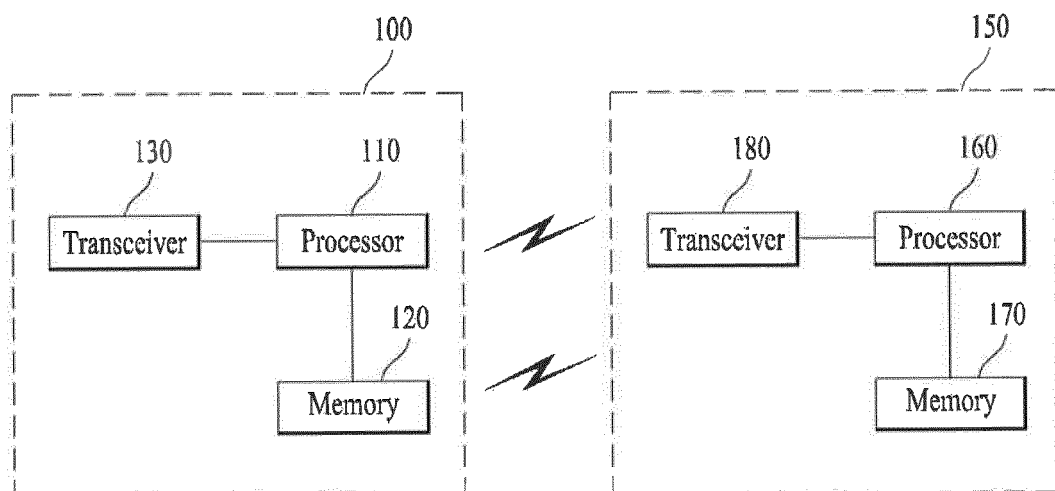 100
150
130
110
180
160
Transceiver
Processor
Transceiver
Processor
120
170
Memory
Memory